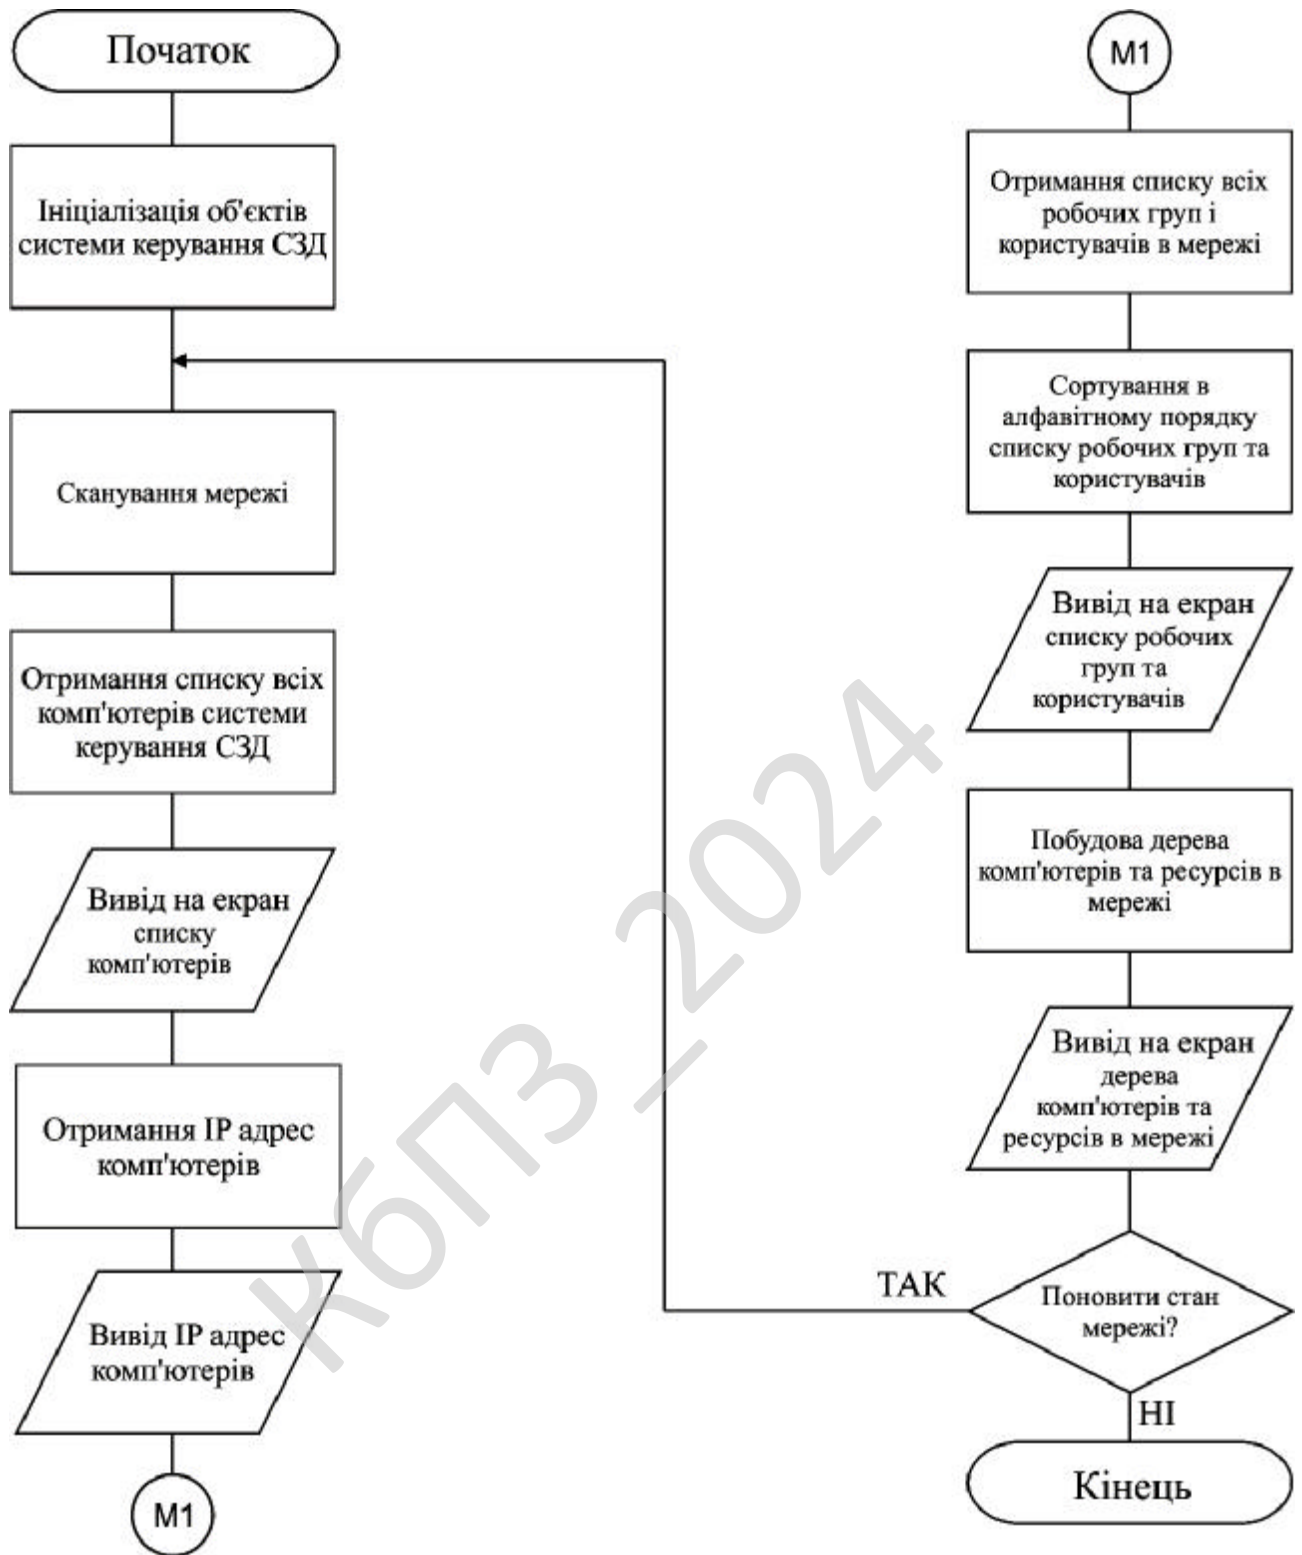 Початок
Ініціалізація об'єктів
системи керування СЗД
Сканування мережі
Отримання списку всіх
комп'ютерів системи
керування СЗД
Вивід на екран
списку
комп'ютерів
Отримання IP адрес
комп'ютерів
Вивід IP адрес
комп'ютерів
М1
М1
Отримання списку всіх
робочих груп і
користувачів в мережі
Сортування в
алфавітному порядку
списку робочих груп та
користувачів
Вивід на екран
списку робочих
груп та
користувачів
Побудова дерева
комп'ютерів та ресурсів в
мережі
Вивід на екран
дерева
комп'ютерів та
ресурсів в мережі
Поновити стан
мережі?
ТАК
НІ
Кінець
КбПЗ_2024